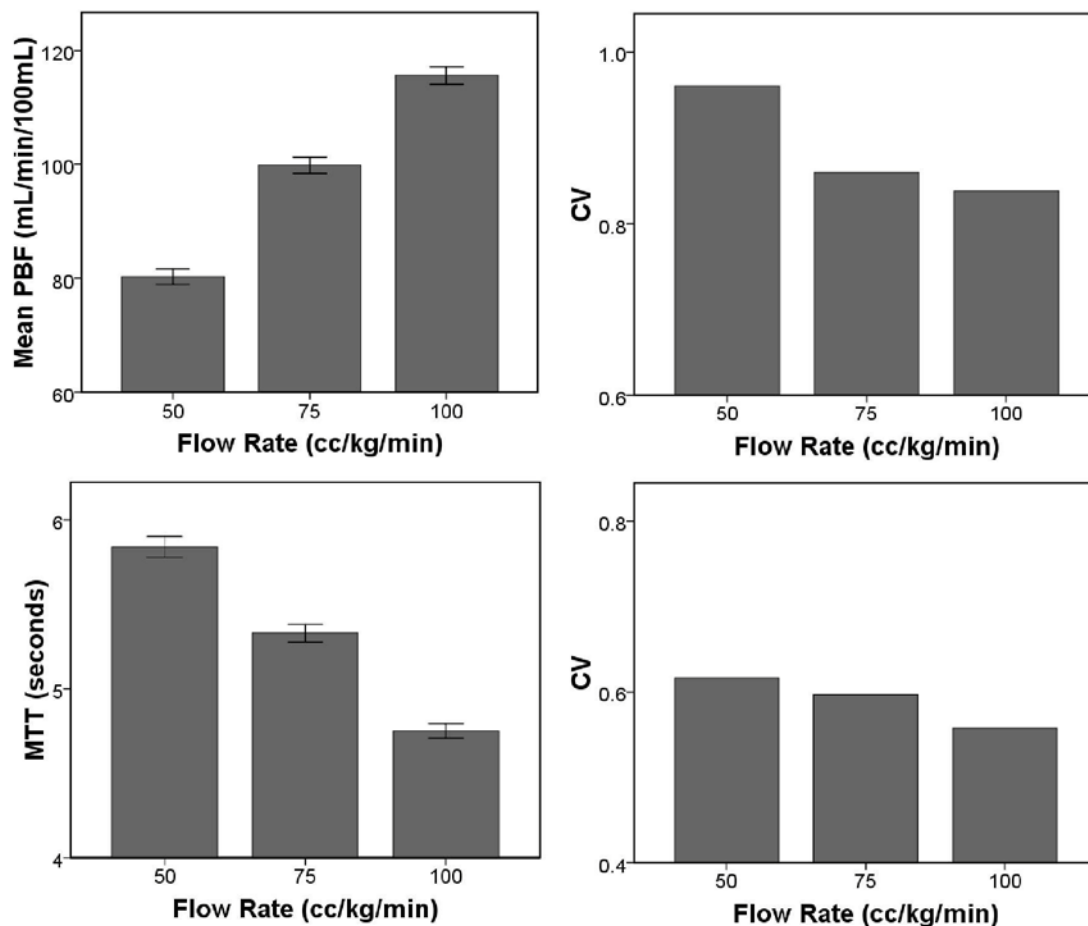 Mean PBF (mL/min/100mL)
120
100
80
60
50 75 100
Flow Rate (cc/kg/min)
CV
1.0
0.8
0.6
50 75 100
Flow Rate (cc/kg/min)
MTT (seconds)
6
5
4
50 75 100
Flow Rate (cc/kg/min)
CV
0.8
0.6
0.4
50 75 100
Flow Rate (cc/kg/min)